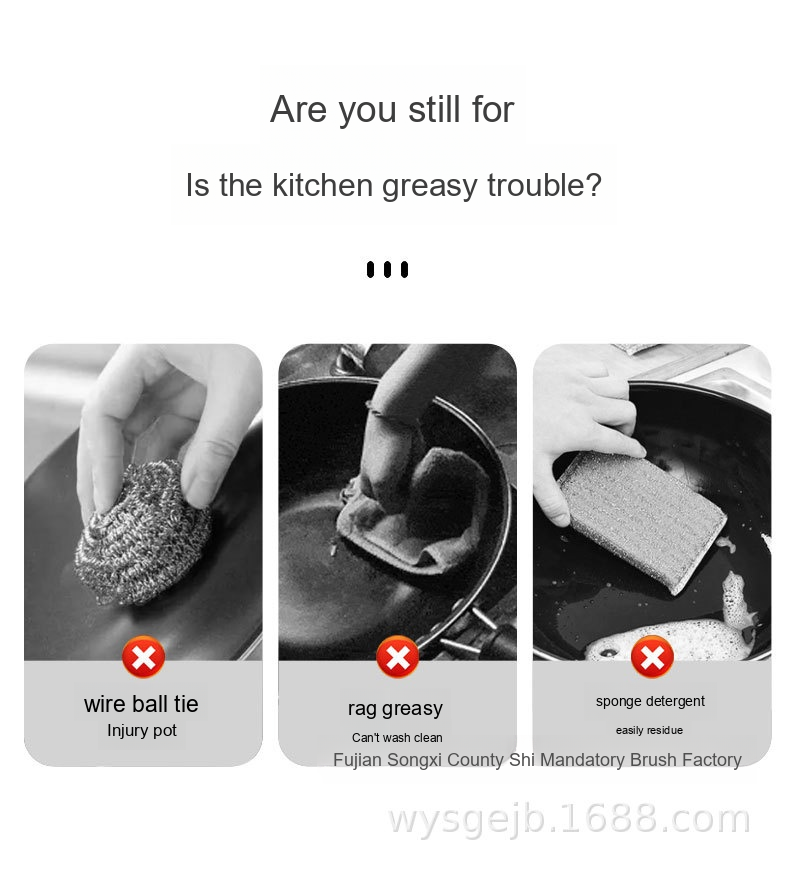 Are you still for
Is the kitchen greasy trouble?
wire ball tie
Injury pot
rag greasy
Can't wash clean
sponge detergent
easily residue
Fujian Songxi County Shi Mandatory Brush Factory
wysgejb.1688.com